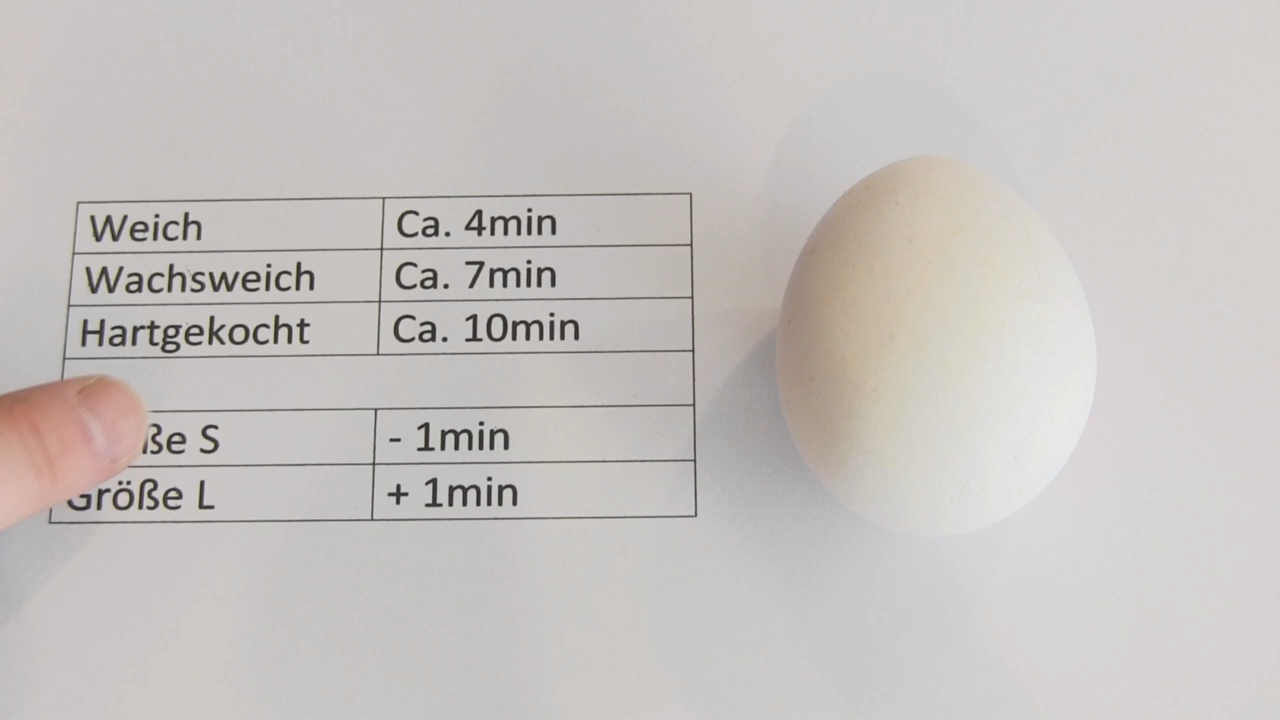 Weich Ca. 4min
Wachsweich Ca. 7min
Hartgekocht Ca. 10min
ße S - 1min
Größe L + 1min